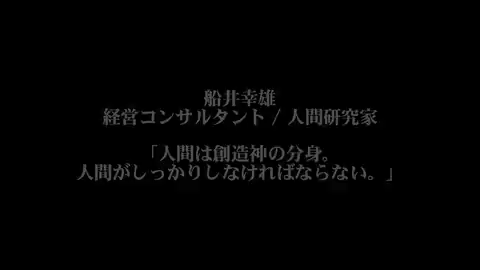 船井幸雄
経営コンサルタント / 人間研究家
「人間は創造神の分身。
人間がしっかりしなければならない。」